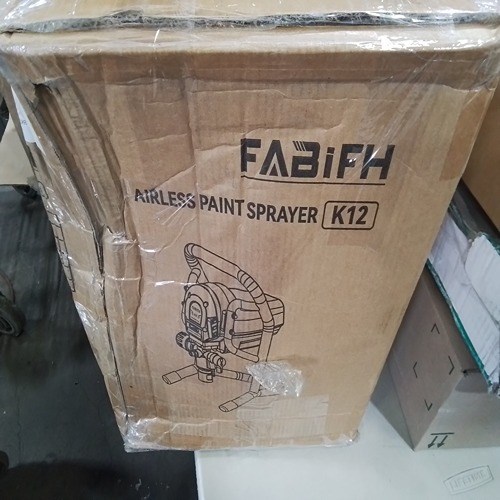 FABiFH
AIRLESS PAINT SPRAYER K12